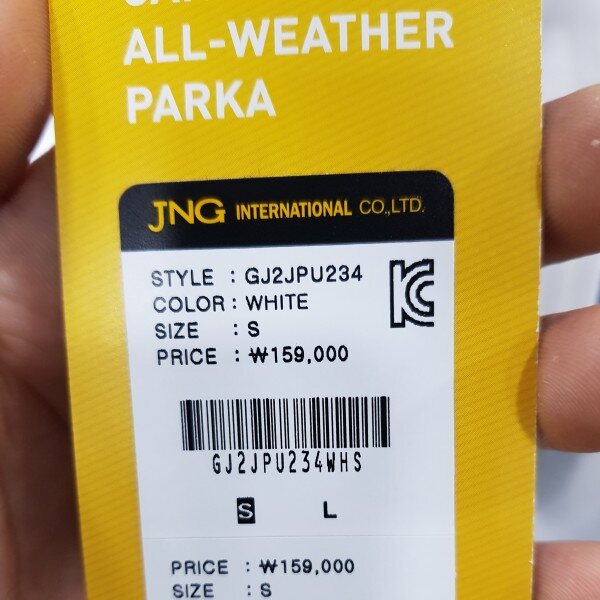 ALL-WEATHER
PARKA
JNG INTERNATIONAL CO.,LTD.
STYLE : GJ2JPU234
COLOR : WHITE
SIZE : S
PRICE : ₩159,000
GJ2JPU234WHS
S L
PRICE : ₩159,000
SIZE : S